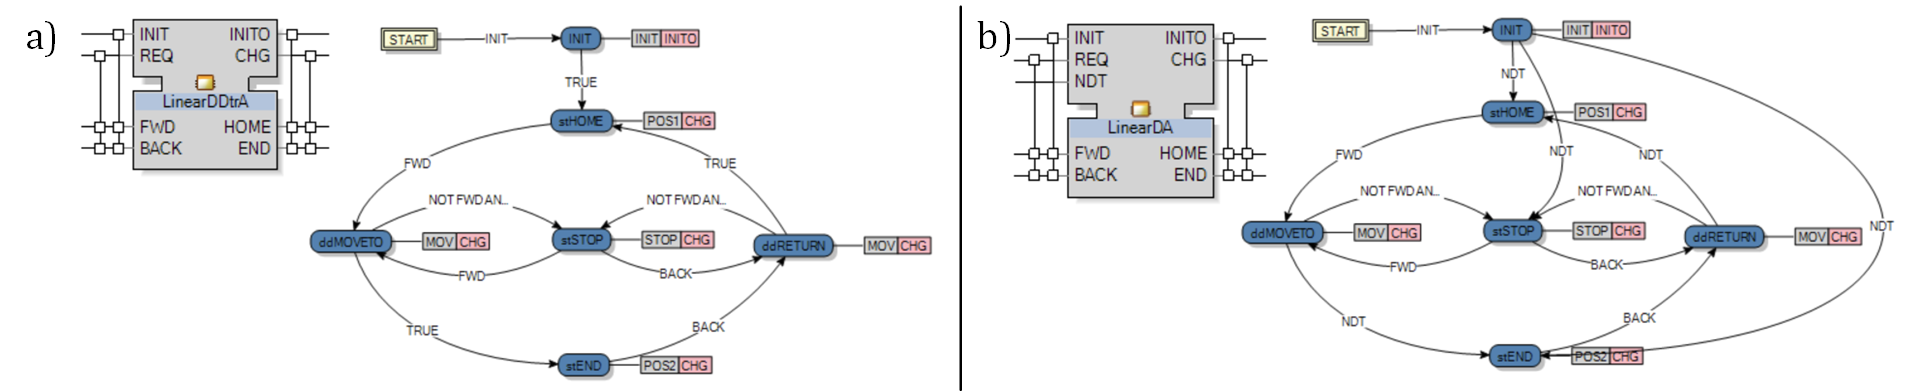 a)
INIT INITO
REQ CHG
LinearDDtrA
FWD HOME
BACK END
START INIT INIT INIT INITO
TRUE
stHOME POS1 CHG
FWD TRUE
NOT FWD AN... NOT FWD AN...
ddMOVETO MOV CHG stSTOP STOP CHG ddRETURN MOV CHG
FWD BACK
TRUE BACK
stEND POS2 CHG
b)
INIT INITO
REQ CHG
NDT
LinearDA
FWD HOME
BACK END
START INIT INIT INIT INITO
NDT
stHOME POS1 CHG
FWD NDT NDT
NOT FWD AN... NOT FWD AN...
ddMOVETO MOV CHG stSTOP STOP CHG ddRETURN MOV CHG NDT
FWD BACK
NDT BACK
stEND POS2 CHG